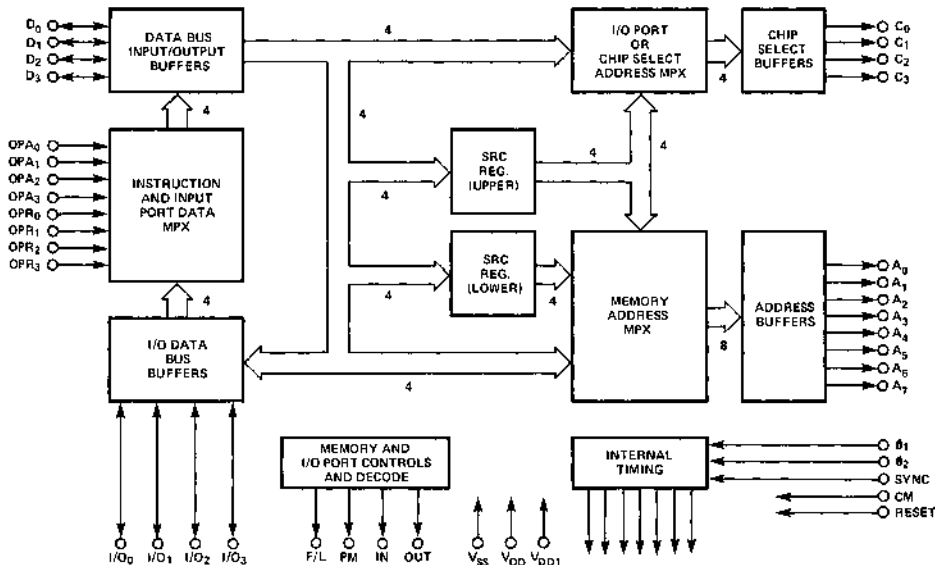 D₀
D₁
D₂
D₃
DATA BUS
INPUT/OUTPUT
BUFFERS
4
I/O PORT
OR
CHIP SELECT
ADDRESS MPX
4
CHIP
SELECT
BUFFERS
C₀
C₁
C₂
C₃
4
4
OPA₀
OPA₁
OPA₂
OPA₃
OPR₀
OPR₁
OPR₂
OPR₃
INSTRUCTION
AND INPUT
PORT DATA
MPX
4
SRC
REG.
(UPPER)
4
4
4
SRC
REG.
(LOWER)
4
MEMORY
ADDRESS
MPX
8
ADDRESS
BUFFERS
A₀
A₁
A₂
A₃
A₄
A₅
A₆
A₇
4
I/O DATA
BUS
BUFFERS
4
MEMORY AND
I/O PORT CONTROLS
AND DECODE
INTERNAL
TIMING
θ₁
θ₂
SYNC
CM
RESET
I/O₀ I/O₁ I/O₂ I/O₃ F/L PM IN OUT VSS VDD VDD1